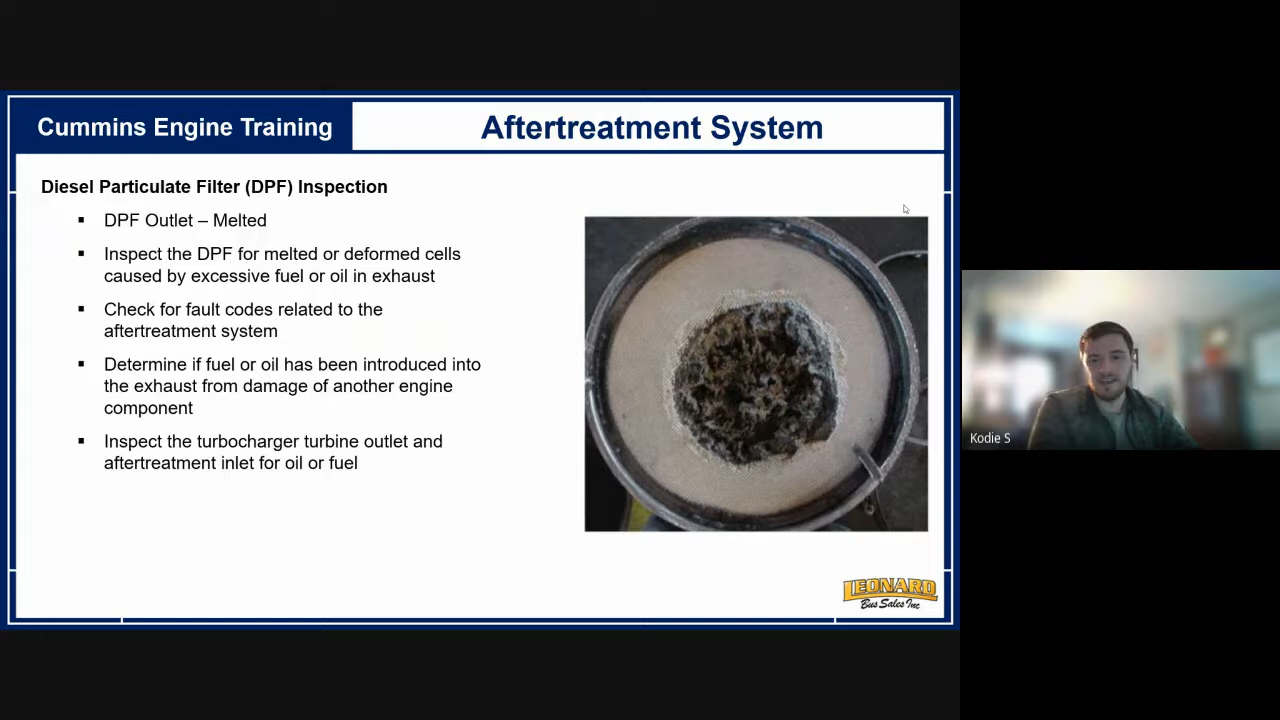 Cummins Engine Training
Aftertreatment System
Diesel Particulate Filter (DPF) Inspection
▪ DPF Outlet – Melted
▪ Inspect the DPF for melted or deformed cells
caused by excessive fuel or oil in exhaust
▪ Check for fault codes related to the
aftertreatment system
▪ Determine if fuel or oil has been introduced into
the exhaust from damage of another engine
component
▪ Inspect the turbocharger turbine outlet and
aftertreatment inlet for oil or fuel
LEONARD
Bus Sales Inc
Kodie S